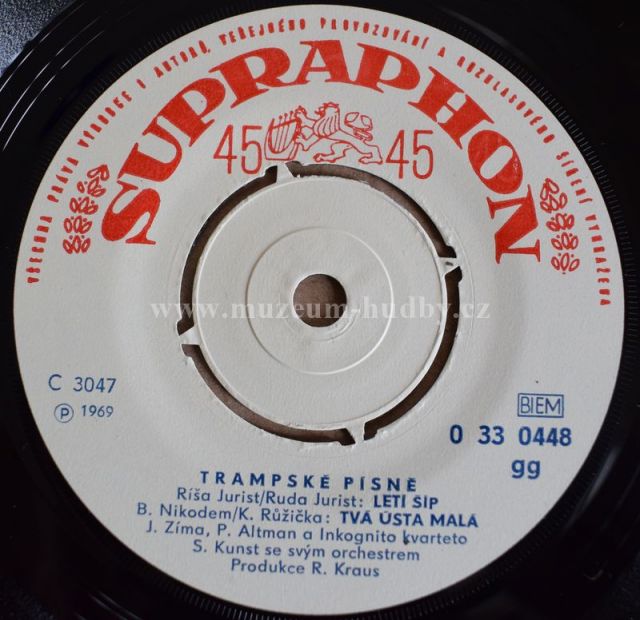 VŠECHNA PRÁVA VÝROBCE I AUTORŮ, VEŘEJNÉHO PROVOZOVÁNÍ A ROZHLASOVÉHO ŠÍŘENÍ VYHRAZENA
SUPRAPHON
45 45
www.muzeum-hudby.cz
C 3047
Ⓟ 1969
BIEM
0 33 0448
gg
TRAMPSKÉ PÍSNĚ
Ríša Jurist/Ruda Jurist: LETÍ ŠÍP
B. Nikodem/K. Růžička: TVÁ ÚSTA MALÁ
J. Zíma, P. Altman a Inkognito kvarteto
S. Kunst se svým orchestrem
Produkce R. Kraus